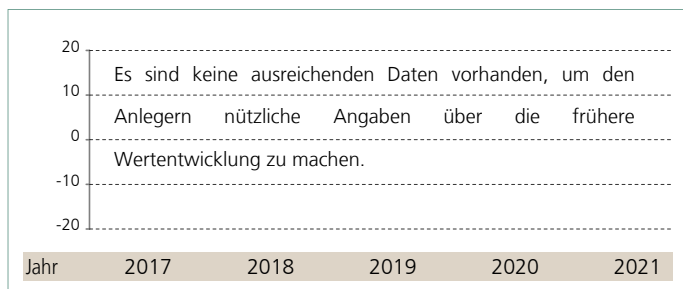 20
Es sind keine ausreichenden Daten vorhanden, um den
10
Anlegern nützliche Angaben über die frühere
0
Wertentwicklung zu machen.
-10
-20
Jahr 2017 2018 2019 2020 2021